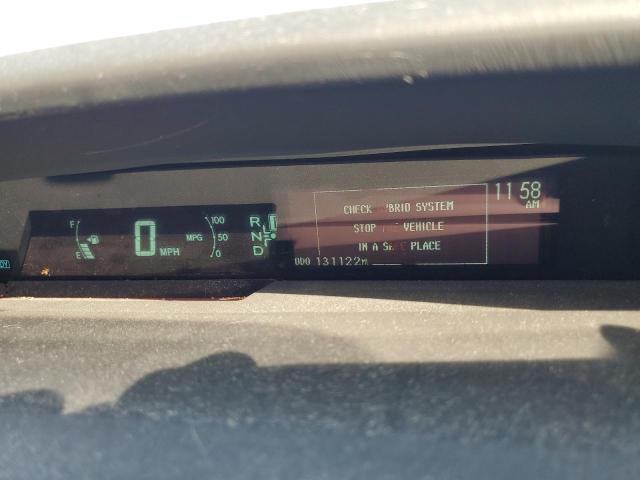 F
E
0 MPH
MPG
100
50
0
R
N
D
CHECK SYSTEM
STOP VEHICLE
IN A PLACE
ODO 131122m
11 58
AM